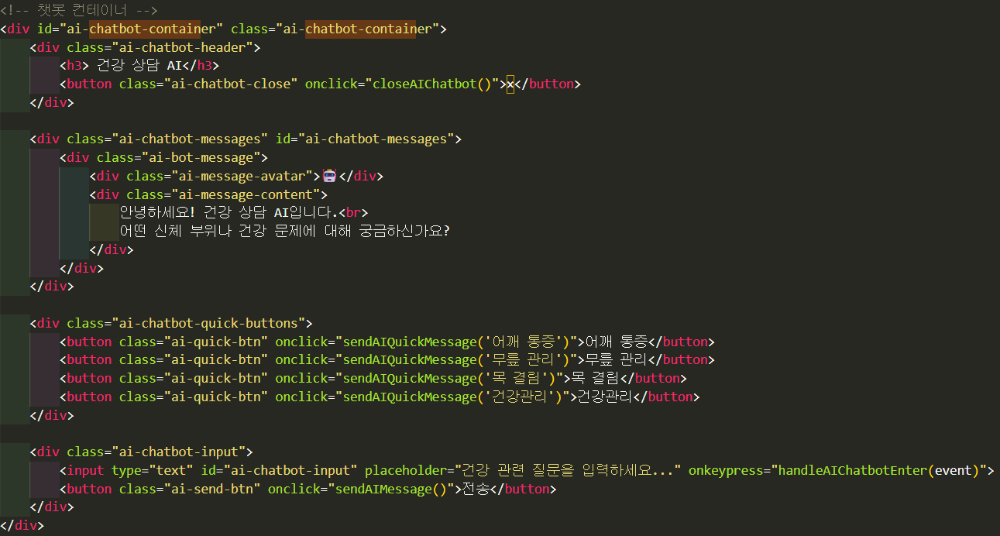 <!-- 챗봇 컨테이너 -->
<div id="ai-chatbot-container" class="ai-chatbot-container">
    <div class="ai-chatbot-header">
        <h3> 건강 상담 AI</h3>
        <button class="ai-chatbot-close" onclick="closeAIChatbot()">x</button>
    </div>

    <div class="ai-chatbot-messages" id="ai-chatbot-messages">
        <div class="ai-bot-message">
            <div class="ai-message-avatar">🤖</div>
            <div class="ai-message-content">
                안녕하세요! 건강 상담 AI입니다.<br>
                어떤 신체 부위나 건강 문제에 대해 궁금하신가요?
            </div>
        </div>
    </div>

    <div class="ai-chatbot-quick-buttons">
        <button class="ai-quick-btn" onclick="sendAIQuickMessage('어깨 통증')">어깨 통증</button>
        <button class="ai-quick-btn" onclick="sendAIQuickMessage('무릎 관리')">무릎 관리</button>
        <button class="ai-quick-btn" onclick="sendAIQuickMessage('목 결림')">목 결림</button>
        <button class="ai-quick-btn" onclick="sendAIQuickMessage('건강관리')">건강관리</button>
    </div>

    <div class="ai-chatbot-input">
        <input type="text" id="ai-chatbot-input" placeholder="건강 관련 질문을 입력하세요..." onkeypress="handleAIChatbotEnter(event)">
        <button class="ai-send-btn" onclick="sendAIMessage()">전송</button>
    </div>
</div>